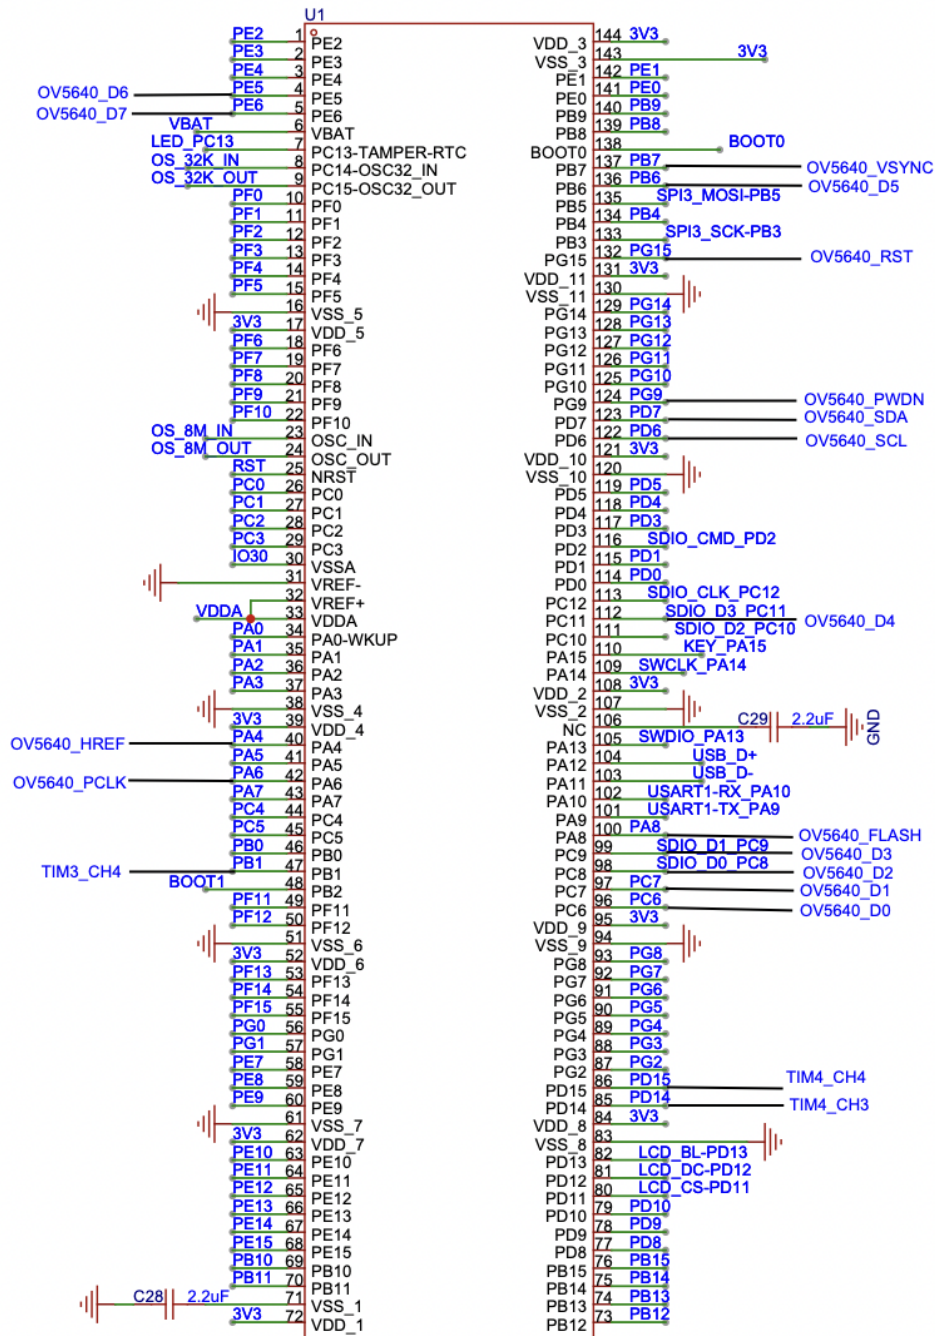 U1
PE2 1 PE2
PE3 2 PE3
PE4 3 PE4
OV5640_D6 PE5 4 PE5
OV5640_D7 PE6 5 PE6
VBAT 6 VBAT
LED_PC13 7 PC13-TAMPER-RTC
OS_32K_IN 8 PC14-OSC32_IN
OS_32K_OUT 9 PC15-OSC32_OUT
PF0 10 PF0
PF1 11 PF1
PF2 12 PF2
PF3 13 PF3
PF4 14 PF4
PF5 15 PF5
16 VSS_5
3V3 17 VDD_5
PF6 18 PF6
PF7 19 PF7
PF8 20 PF8
PF9 21 PF9
PF10 22 PF10
OS_8M_IN 23 OSC_IN
OS_8M_OUT 24 OSC_OUT
RST 25 NRST
PC0 26 PC0
PC1 27 PC1
PC2 28 PC2
PC3 29 PC3
IO30 30 VSSA
31 VREF-
32 VREF+
VDDA 33 VDDA
PA0 34 PA0-WKUP
PA1 35 PA1
PA2 36 PA2
PA3 37 PA3
38 VSS_4
3V3 39 VDD_4
OV5640_HREF PA4 40 PA4
PA5 41 PA5
OV5640_PCLK PA6 42 PA6
PA7 43 PA7
PC4 44 PC4
PC5 45 PC5
PB0 46 PB0
TIM3_CH4 PB1 47 PB1
BOOT1 48 PB2
PF11 49 PF11
PF12 50 PF12
51 VSS_6
3V3 52 VDD_6
PF13 53 PF13
PF14 54 PF14
PF15 55 PF15
PG0 56 PG0
PG1 57 PG1
PE7 58 PE7
PE8 59 PE8
PE9 60 PE9
61 VSS_7
3V3 62 VDD_7
PE10 63 PE10
PE11 64 PE11
PE12 65 PE12
PE13 66 PE13
PE14 67 PE14
PE15 68 PE15
PB10 69 PB10
PB11 70 PB11
C28 2.2uF 71 VSS_1
3V3 72 VDD_1
VDD_3 144 3V3
VSS_3 143 3V3
PE1 142 PE1
PE0 141 PE0
PB9 140 PB9
PB8 139 PB8
BOOT0 138 BOOT0
PB7 137 PB7 OV5640_VSYNC
PB6 136 PB6 OV5640_D5
PB5 135 SPI3_MOSI-PB5
PB4 134 PB4
PB3 133 SPI3_SCK-PB3
PG15 132 PG15 OV5640_RST
VDD_11 131 3V3
VSS_11 130
PG14 129 PG14
PG13 128 PG13
PG12 127 PG12
PG11 126 PG11
PG10 125 PG10
PG9 124 PG9 OV5640_PWDN
PD7 123 PD7 OV5640_SDA
PD6 122 PD6 OV5640_SCL
VDD_10 121 3V3
VSS_10 120
PD5 119 PD5
PD4 118 PD4
PD3 117 PD3
PD2 116 SDIO_CMD_PD2
PD1 115 PD1
PD0 114 PD0
PC12 113 SDIO_CLK_PC12
PC11 112 SDIO_D3_PC11 OV5640_D4
PC10 111 SDIO_D2_PC10
PA15 110 KEY_PA15
PA14 109 SWCLK_PA14
VDD_2 108 3V3
VSS_2 107
NC 106 C29 2.2uF GND
PA13 105 SWDIO_PA13
PA12 104 USB_D+
PA11 103 USB_D-
PA10 102 USART1-RX_PA10
PA9 101 USART1-TX_PA9
PA8 100 PA8 OV5640_FLASH
PC9 99 SDIO_D1_PC9 OV5640_D3
PC8 98 SDIO_D0_PC8 OV5640_D2
PC7 97 PC7 OV5640_D1
PC6 96 PC6 OV5640_D0
VDD_9 95 3V3
VSS_9 94
PG8 93 PG8
PG7 92 PG7
PG6 91 PG6
PG5 90 PG5
PG4 89 PG4
PG3 88 PG3
PG2 87 PG2
PD15 86 PD15 TIM4_CH4
PD14 85 PD14 TIM4_CH3
VDD_8 84 3V3
VSS_8 83
PD13 82 LCD_BL-PD13
PD12 81 LCD_DC-PD12
PD11 80 LCD_CS-PD11
PD10 79 PD10
PD9 78 PD9
PD8 77 PD8
PB15 76 PB15
PB14 75 PB14
PB13 74 PB13
PB12 73 PB12